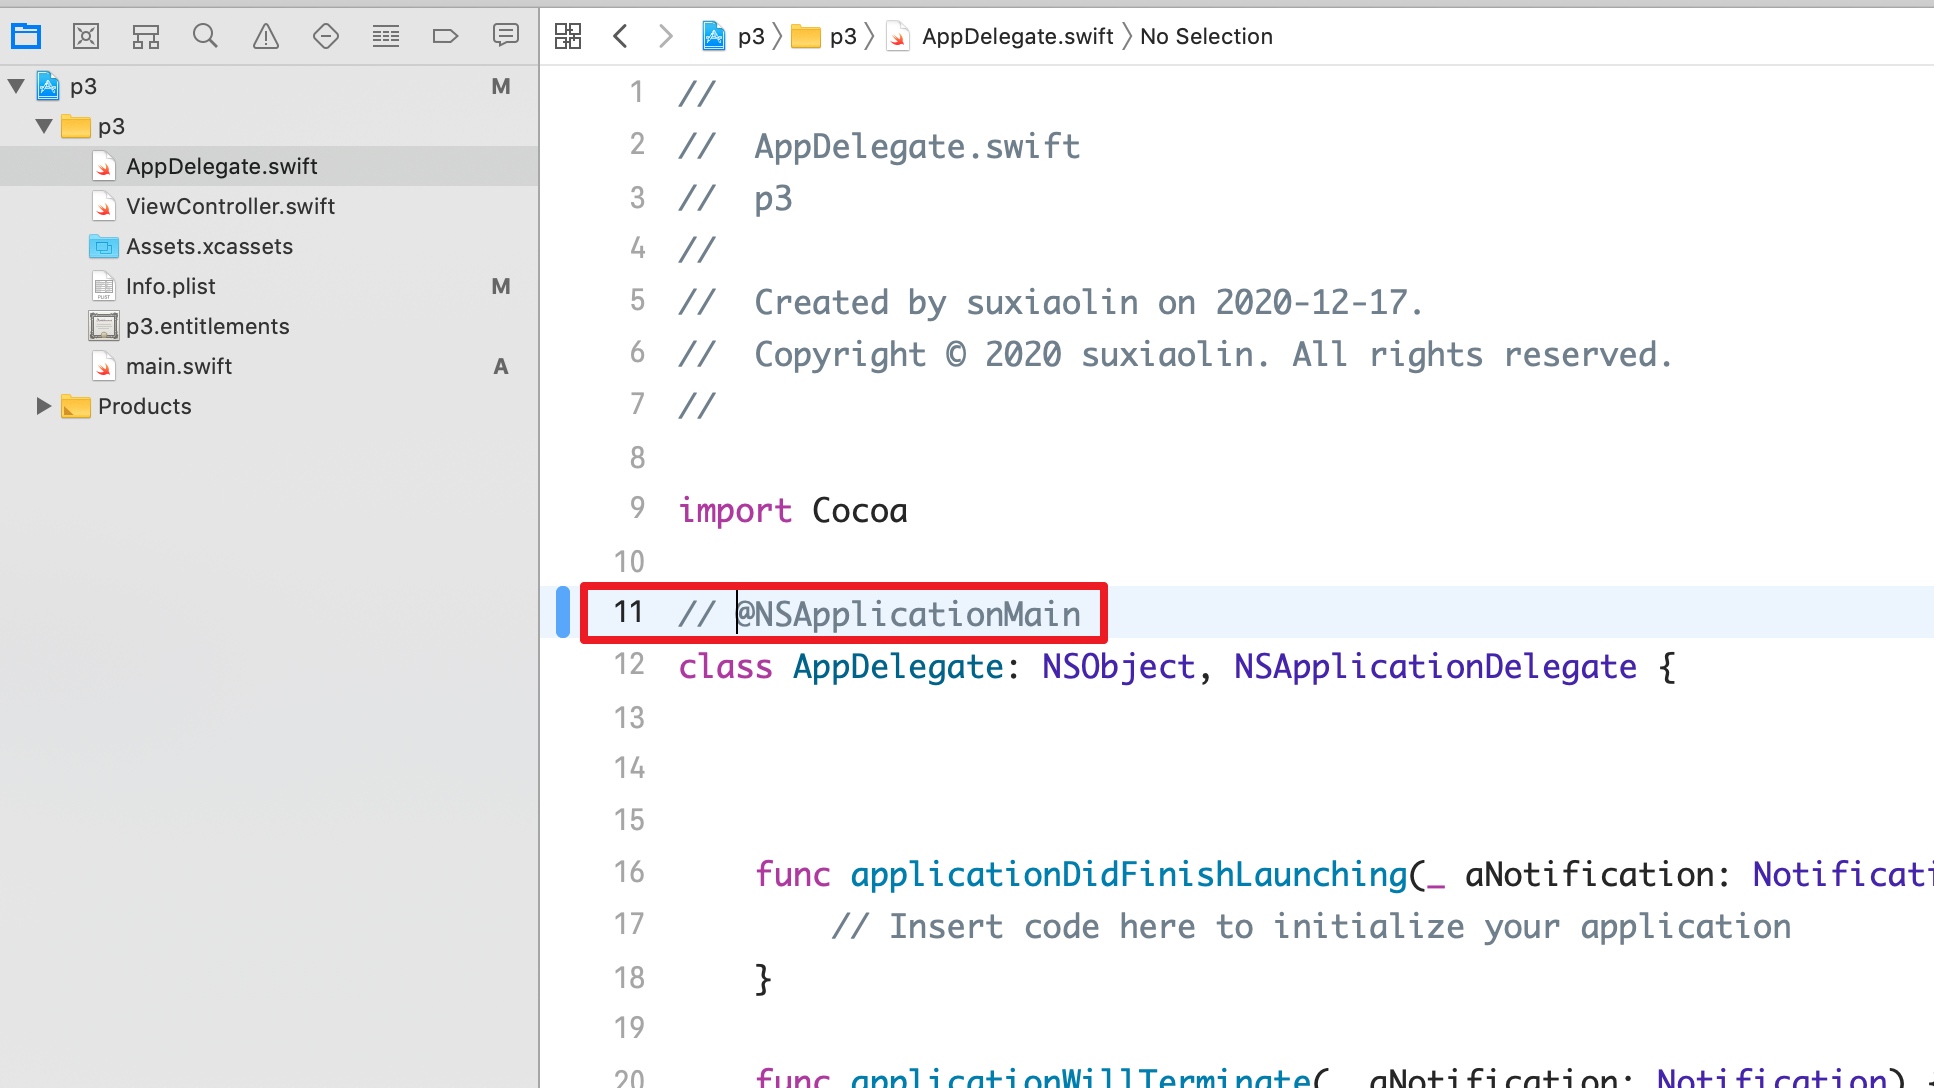 p3 M
p3
AppDelegate.swift
ViewController.swift
Assets.xcassets
Info.plist M
p3.entitlements
main.swift A
Products
p3 〉 p3 〉 AppDelegate.swift 〉 No Selection
1 //
2 //  AppDelegate.swift
3 //  p3
4 //
5 //  Created by suxiaolin on 2020-12-17.
6 //  Copyright © 2020 suxiaolin. All rights reserved.
7 //
8
9 import Cocoa
10
11 // @NSApplicationMain
12 class AppDelegate: NSObject, NSApplicationDelegate {
13
14
15
16     func applicationDidFinishLaunching(_ aNotification: Notificati
17         // Insert code here to initialize your application
18     }
19
20     func applicationWillTerminate(_ aNotification: Notification) {